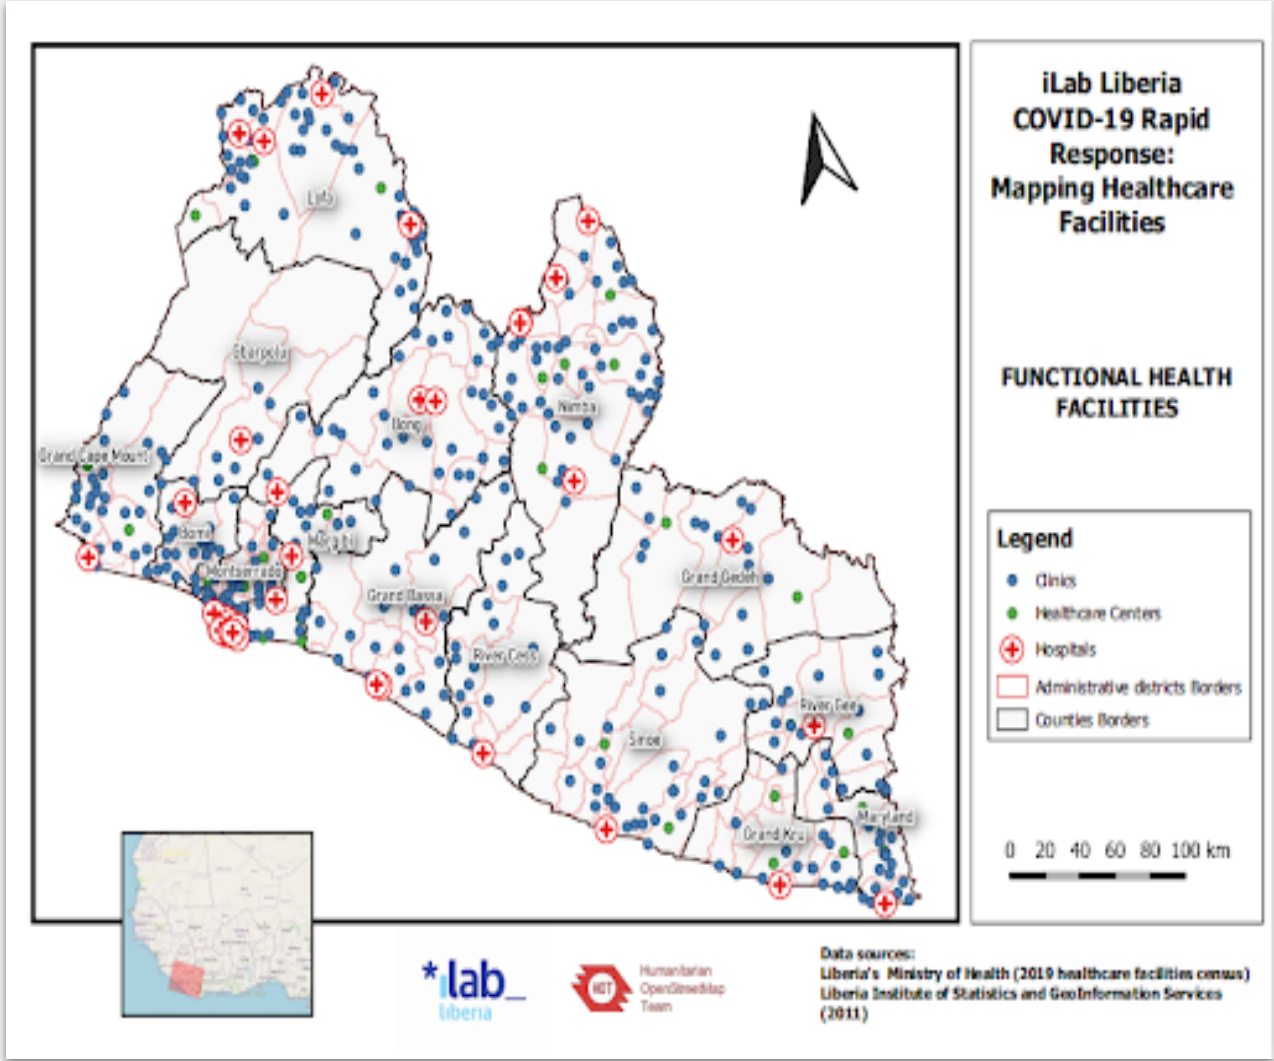 iLab Liberia
COVID-19 Rapid
Response:
Mapping Healthcare
Facilities
FUNCTIONAL HEALTH
FACILITIES
Legend
Clinics
Healthcare Centers
Hospitals
Administrative districts Borders
Counties Borders
0 20 40 60 80 100 km
Lofa
Gbarpolu
Nimba
Bong
Grand Cape Mount
Bomi
Margibi
Montserrado
Grand Gedeh
Grand Bassa
River Cess
River Gee
Sinoe
Maryland
Grand Kru
*ilab_
liberia
HOT
Humanitarian
OpenStreetMap
Team
Data sources:
Liberia's Ministry of Health (2019 healthcare facilities census)
Liberia Institute of Statistics and GeoInformation Services
(2011)